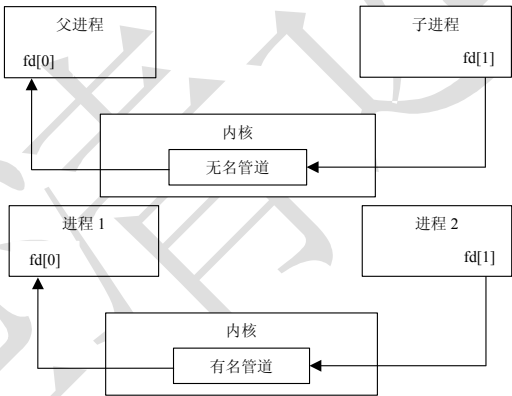 父进程
子进程
fd[0]
fd[1]
内核
无名管道
进程 1
进程 2
fd[0]
fd[1]
内核
有名管道